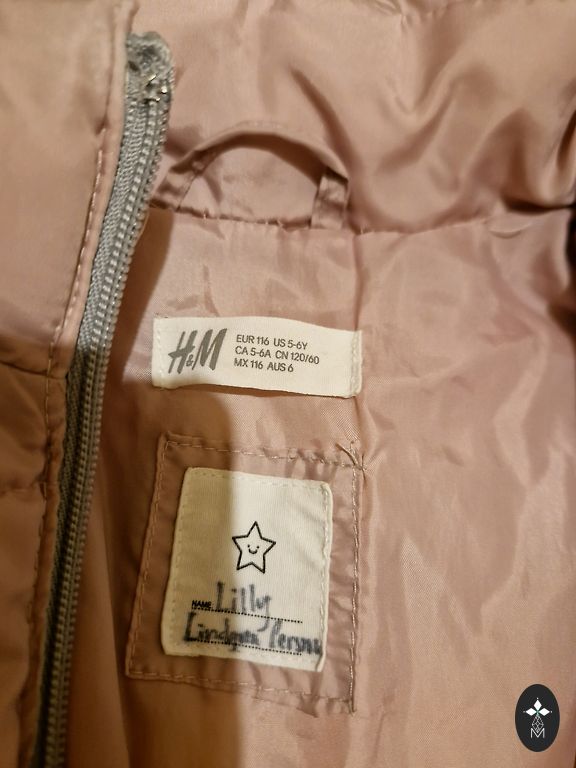 H&M
EUR 116 US 5-6Y
CA 5-6A CN 120/60
MX 116 AUS 6
NAME Lilly